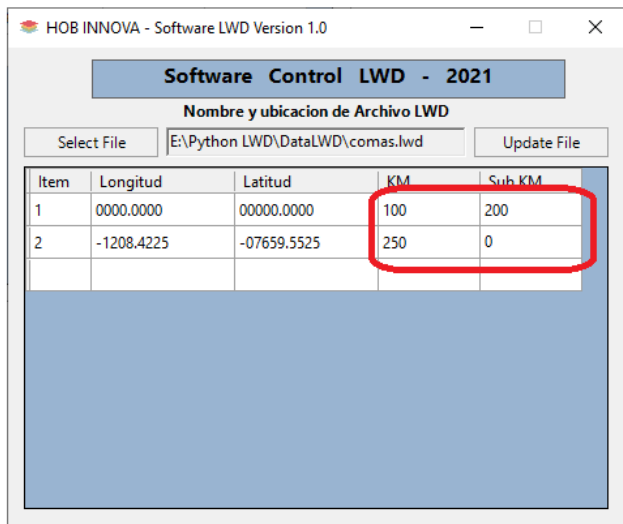 HOB INNOVA - Software LWD Version 1.0
Software Control LWD - 2021
Nombre y ubicacion de Archivo LWD
Select File E:\Python LWD\DataLWD\comas.lwd Update File
Item Longitud Latitud KM Sub KM
1 0000.0000 00000.0000 100 200
2 -1208.4225 -07659.5525 250 0